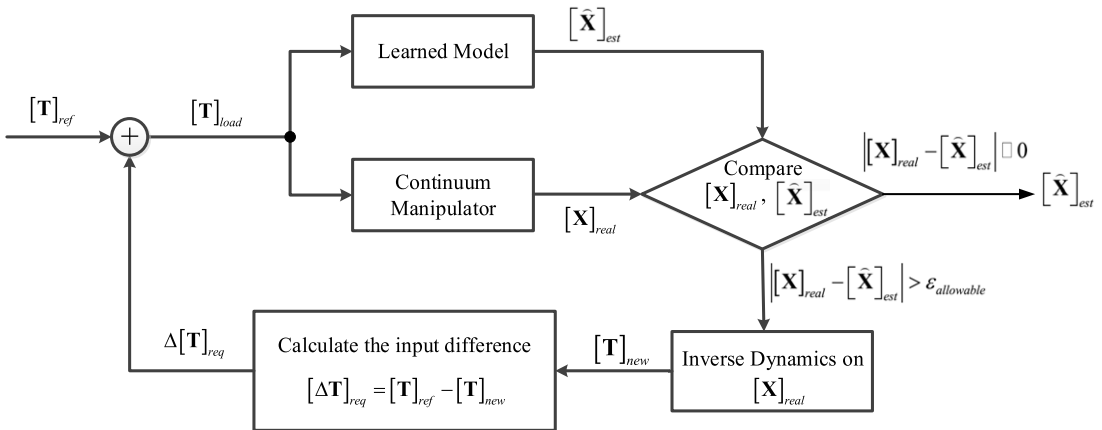 [X̂]est
Learned Model
[T]ref
[T]load
+
Continuum
Manipulator
[X]real
Compare
[X]real , [X̂]est
|[X]real −[X̂]est| □ 0
[X̂]est
|[X]real −[X̂]est| > εallowable
Δ[T]req
Calculate the input difference
[ΔT]req =[T]ref −[T]new
[T]new
Inverse Dynamics on
[X]real